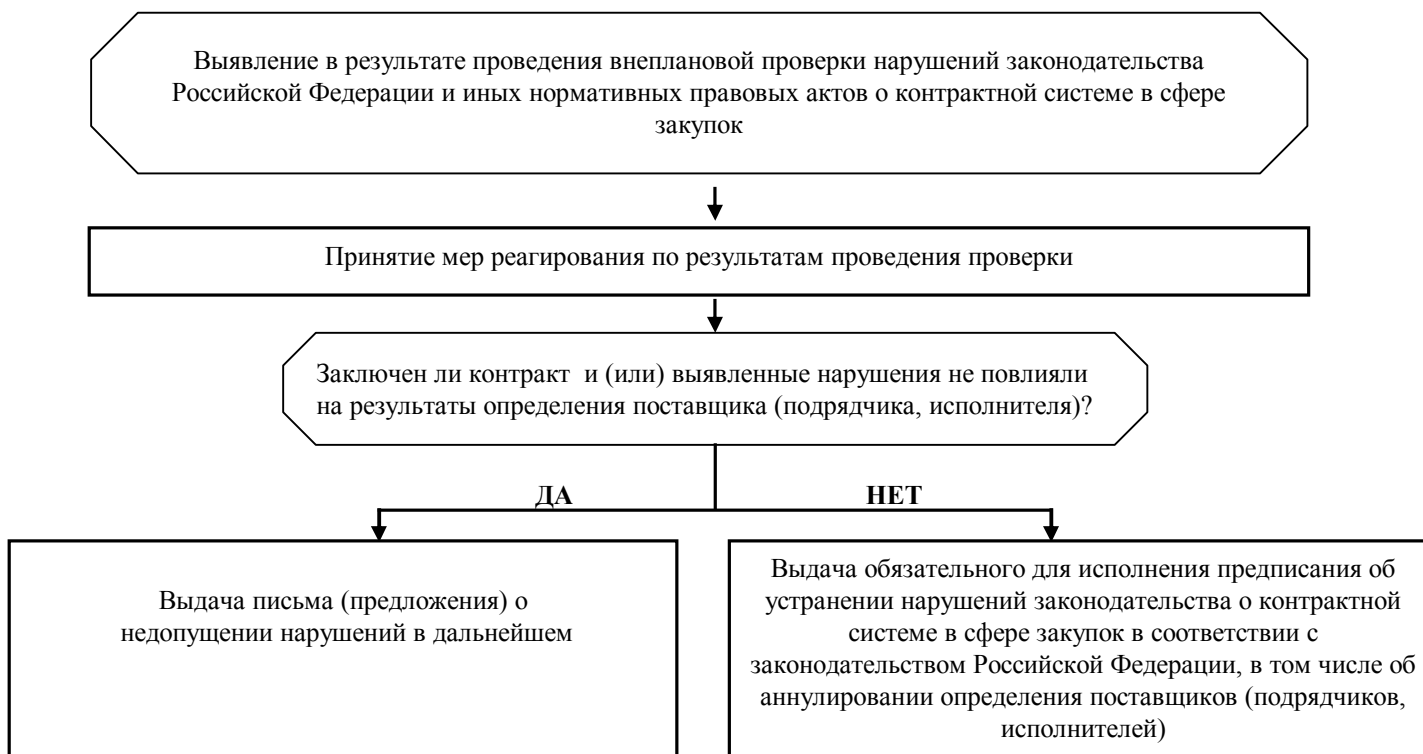 Выявление в результате проведения внеплановой проверки нарушений законодательства
Российской Федерации и иных нормативных правовых актов о контрактной системе в сфере
закупок
Принятие мер реагирования по результатам проведения проверки
Заключен ли контракт и (или) выявленные нарушения не повлияли
на результаты определения поставщика (подрядчика, исполнителя)?
ДА
НЕТ
Выдача письма (предложения) о
недопущении нарушений в дальнейшем
Выдача обязательного для исполнения предписания об
устранении нарушений законодательства о контрактной
системе в сфере закупок в соответствии с
законодательством Российской Федерации, в том числе об
аннулировании определения поставщиков (подрядчиков,
исполнителей)